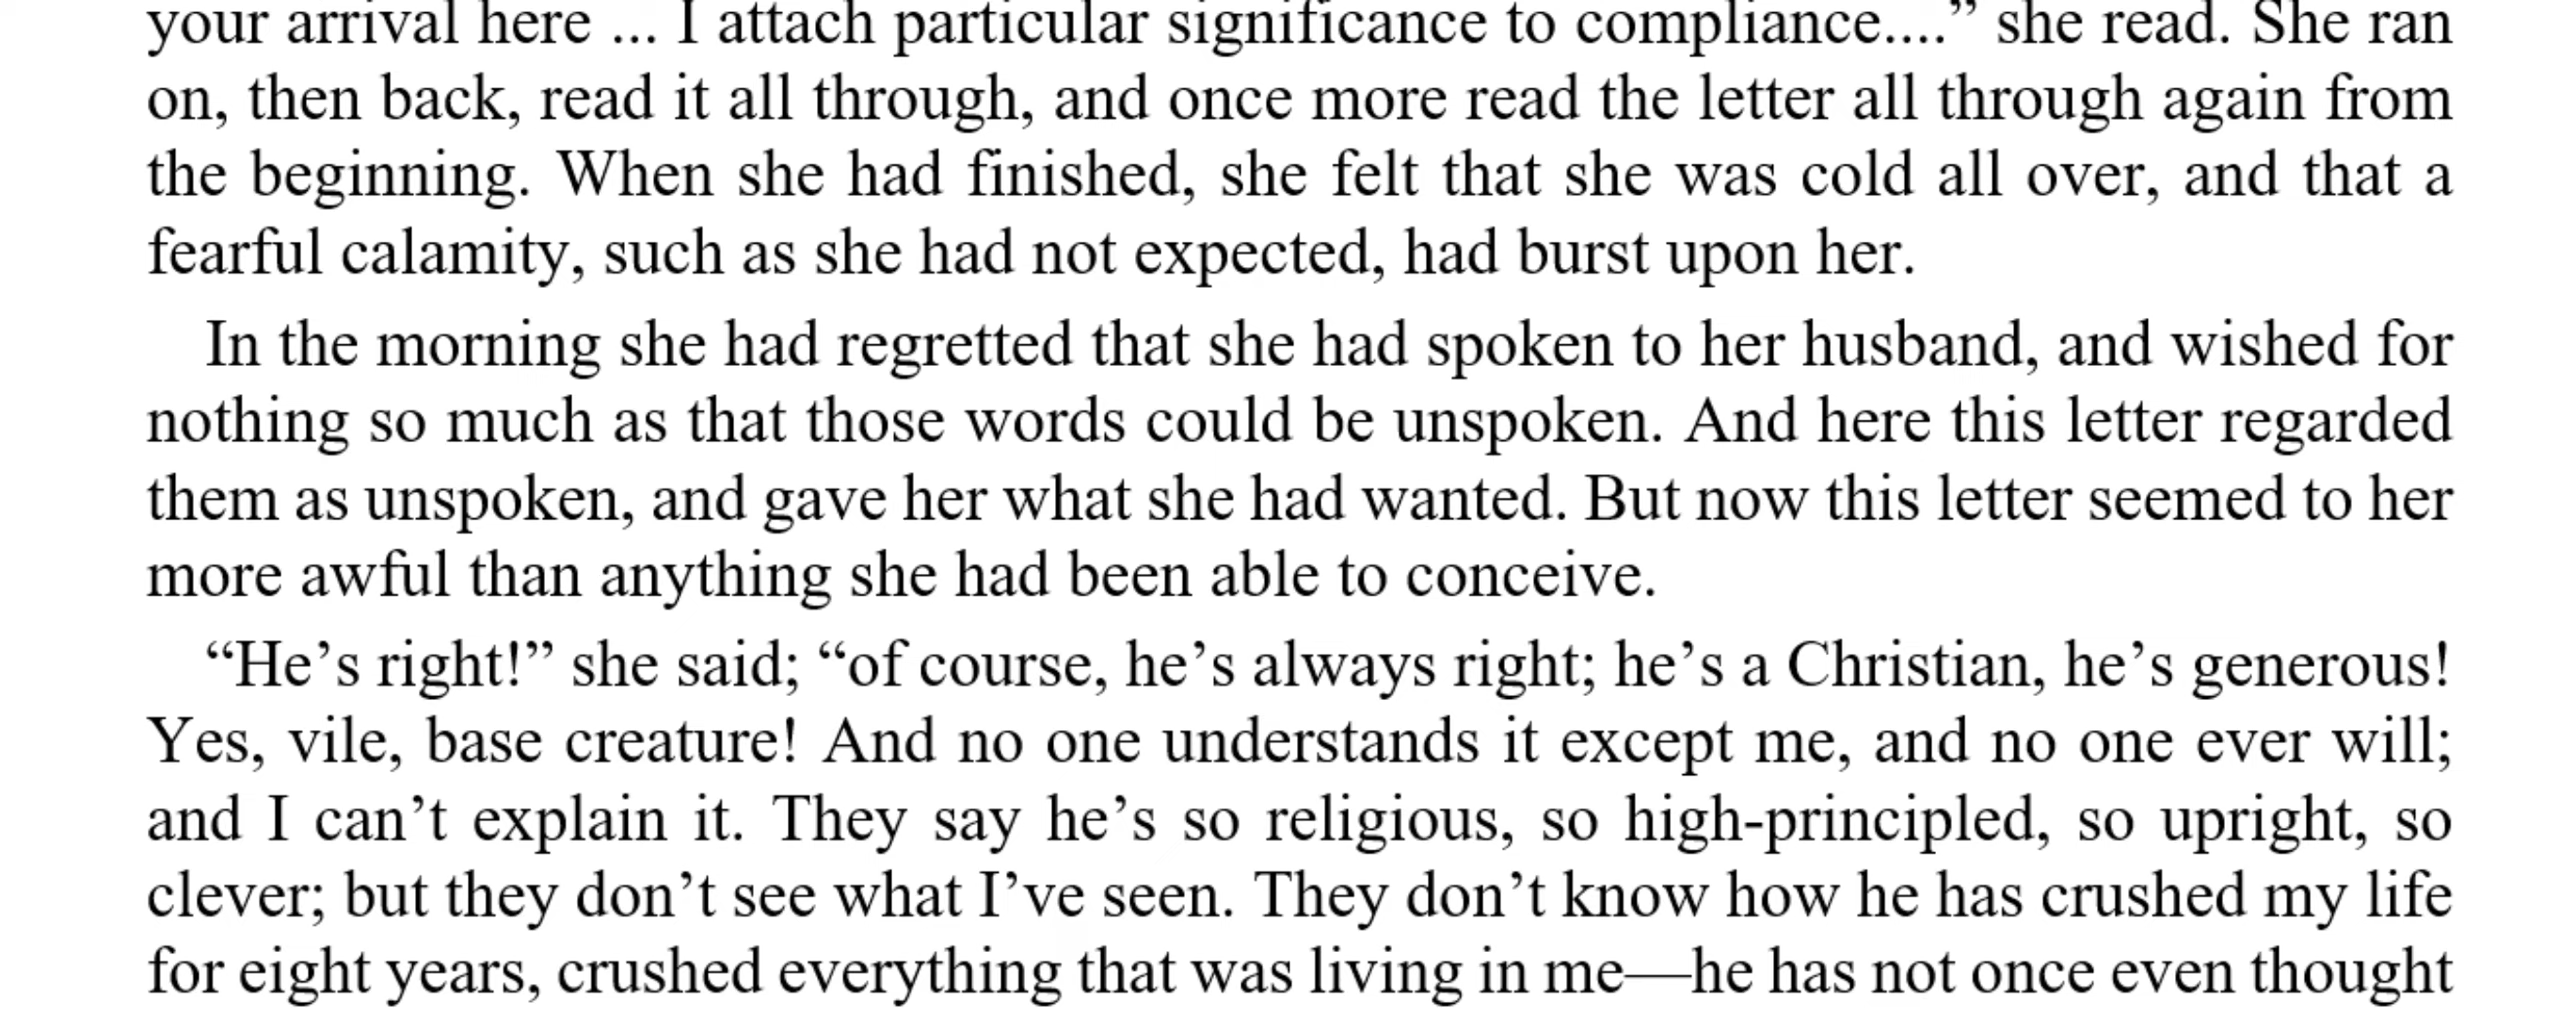 your arrival here ... I attach particular significance to compliance....” she read. She ran
on, then back, read it all through, and once more read the letter all through again from
the beginning. When she had finished, she felt that she was cold all over, and that a
fearful calamity, such as she had not expected, had burst upon her.
In the morning she had regretted that she had spoken to her husband, and wished for
nothing so much as that those words could be unspoken. And here this letter regarded
them as unspoken, and gave her what she had wanted. But now this letter seemed to her
more awful than anything she had been able to conceive.
“He’s right!” she said; “of course, he’s always right; he’s a Christian, he’s generous!
Yes, vile, base creature! And no one understands it except me, and no one ever will;
and I can’t explain it. They say he’s so religious, so high-principled, so upright, so
clever; but they don’t see what I’ve seen. They don’t know how he has crushed my life
for eight years, crushed everything that was living in me—he has not once even thought